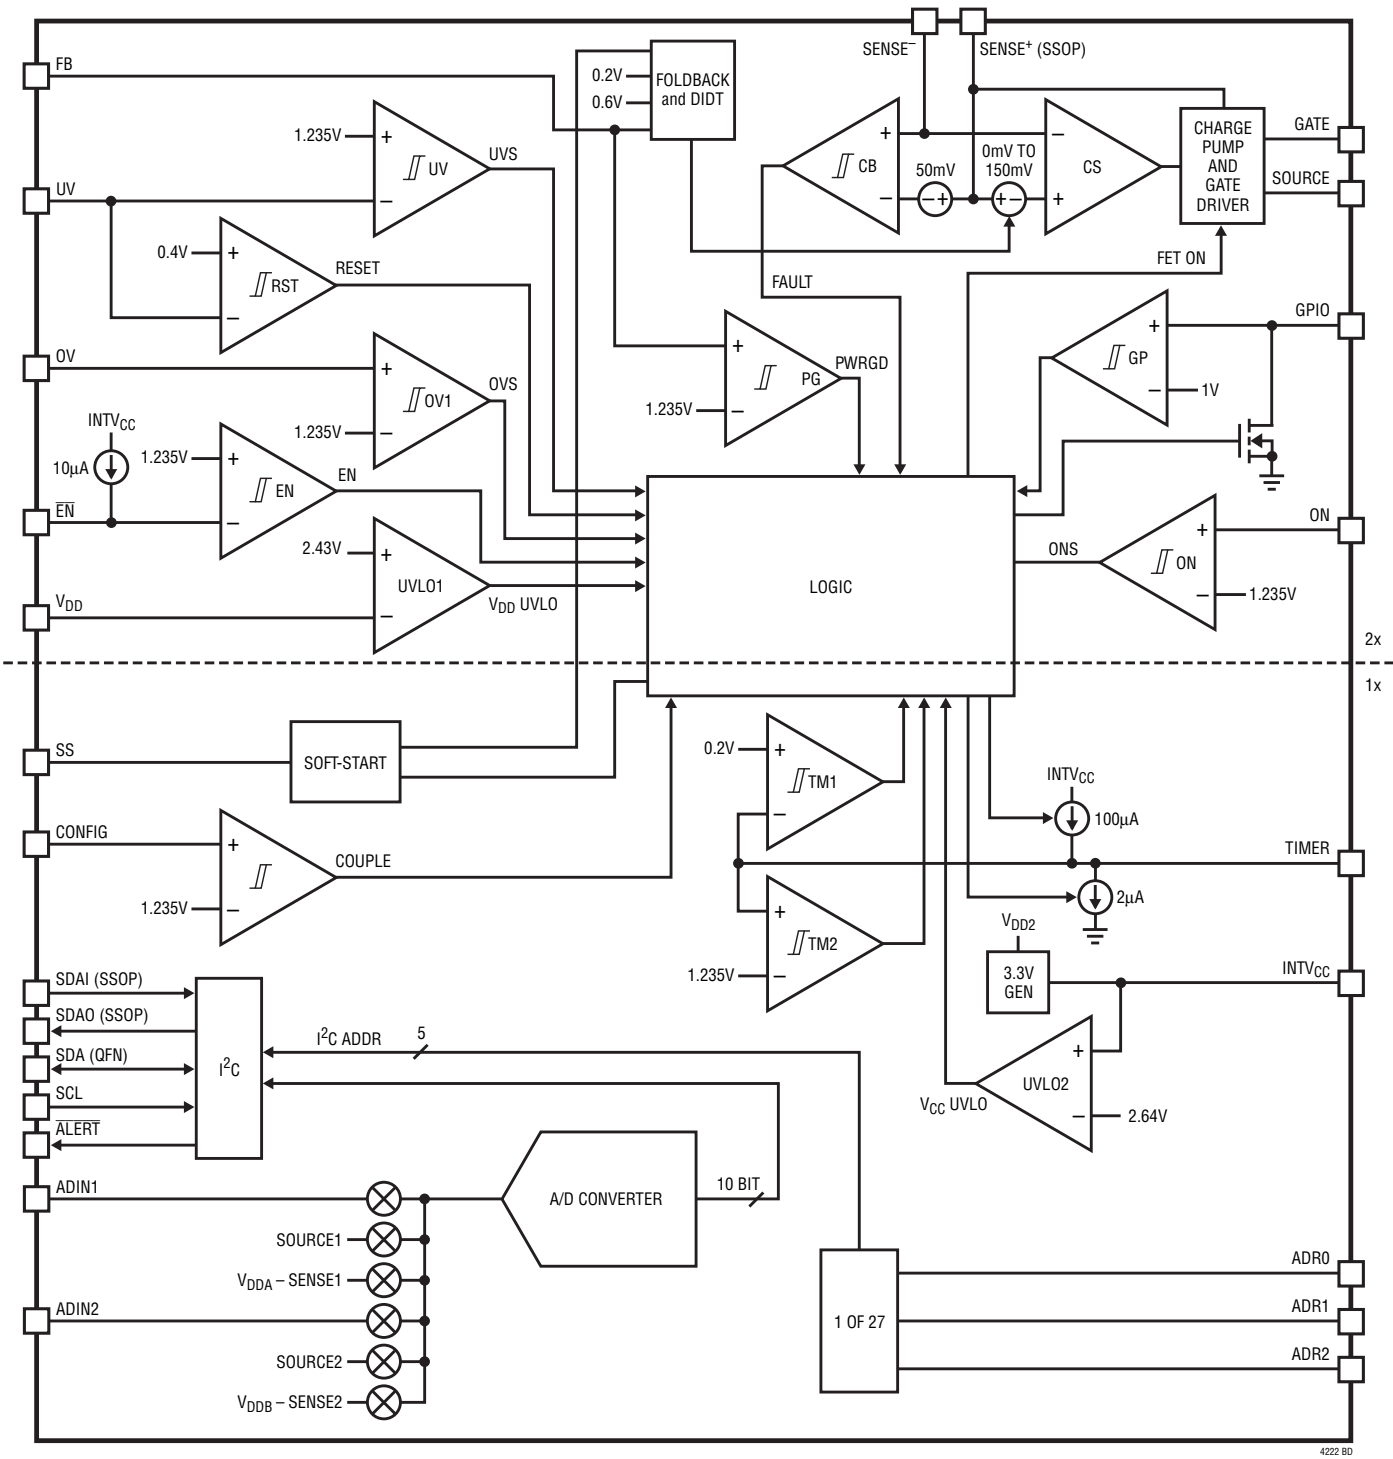 SENSE–
SENSE+ (SSOP)
FB
0.2V
0.6V
FOLDBACK
and DIDT
1.235V
+
–
UV
UVS
UV
0.4V
+
–
RST
RESET
+
–
CB
50mV
–+
0mV TO
150mV
+–
–
+
CS
CHARGE
PUMP
AND
GATE
DRIVER
GATE
SOURCE
FET ON
FAULT
OV
+
–
1.235V
OV1
OVS
+
–
1.235V
PG
PWRGD
+
–
GP
1V
GPIO
INTVCC
10µA
1.235V
+
–
EN
EN
EN
2.43V
+
–
UVLO1
VDD UVLO
VDD
LOGIC
ONS
+
–
ON
1.235V
ON
2x
1x
SS
SOFT-START
0.2V
+
–
TM1
INTVCC
100µA
CONFIG
+
–
1.235V
COUPLE
TIMER
+
–
TM2
1.235V
2µA
VDD2
3.3V
GEN
INTVCC
+
–
UVLO2
VCC UVLO
2.64V
SDAI (SSOP)
SDAO (SSOP)
SDA (QFN)
SCL
ALERT
I2C
I2C ADDR
5
ADIN1
SOURCE1
VDDA – SENSE1
ADIN2
SOURCE2
VDDB – SENSE2
A/D CONVERTER
10 BIT
1 OF 27
ADR0
ADR1
ADR2
4222 BD